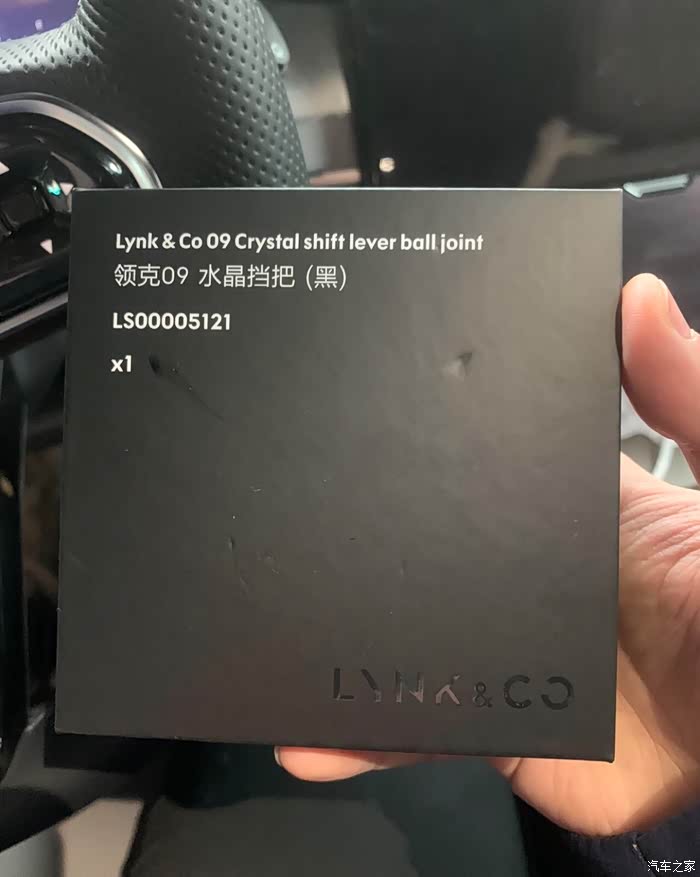 Lynk & Co 09 Crystal shift lever ball joint
领克09 水晶挡把 (黑)
LS00005121
x1
LYNK & CO
汽车之家